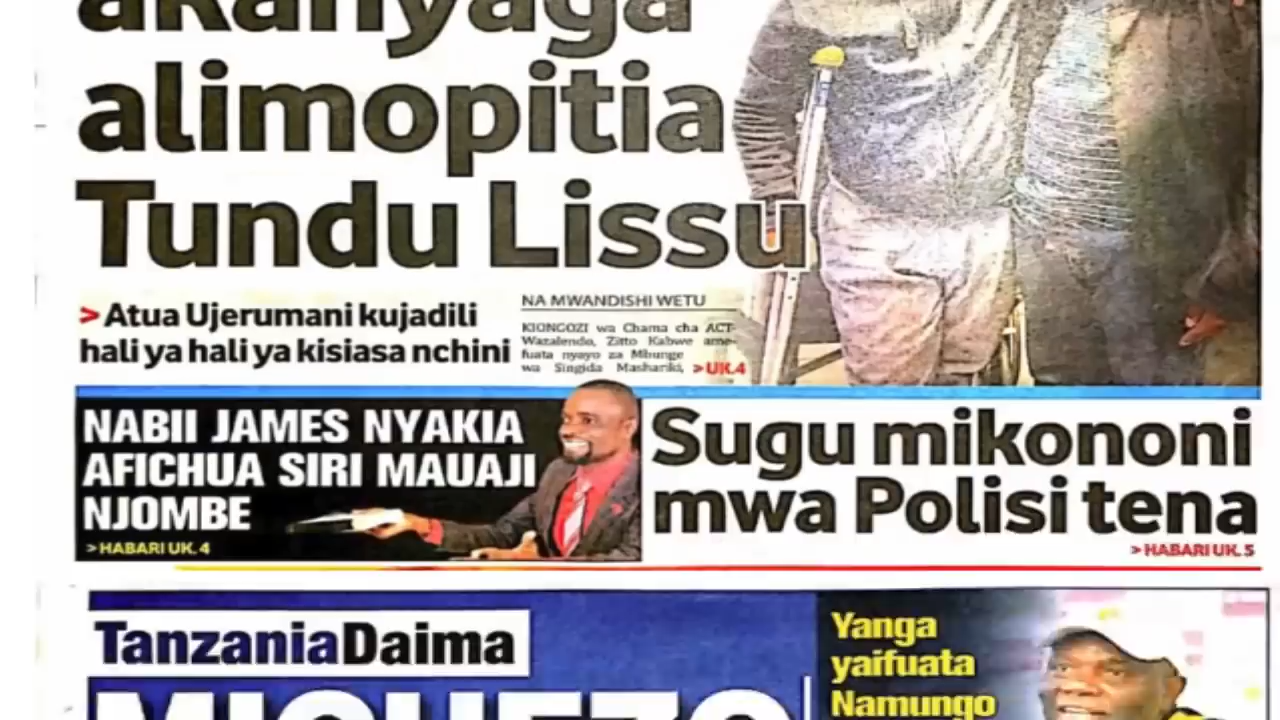 akanyaga
alimopitia
Tundu Lissu
> Atua Ujerumani kujadili
hali ya hali ya kisiasa nchini
NA MWANDISHI WETU
KIONGOZI wa Chama cha ACT-
Wazalendo, Zitto Kabwe ame-
fuata nyayo za Mbunge
wa Singida Mashariki,
> UK.4
NABII JAMES NYAKIA
AFICHUA SIRI MAUAJI
NJOMBE
> HABARI UK. 4
Sugu mikononi
mwa Polisi tena
> HABARI UK. 5
TanzaniaDaima
MICHEZO
Yanga
yaifuata
Namungo